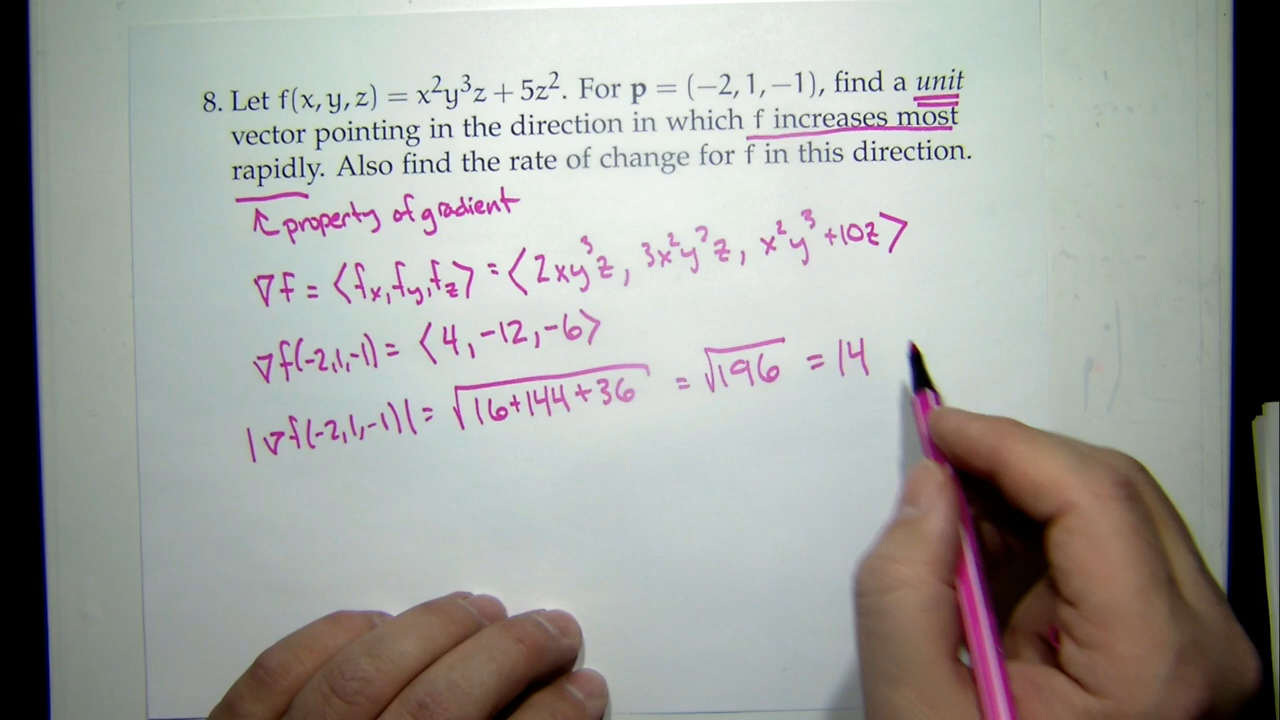 8. Let f(x, y, z) = x²y³z + 5z². For p = (−2, 1, −1), find a unit
vector pointing in the direction in which f increases most
rapidly. Also find the rate of change for f in this direction.
↑ property of gradient
∇f = ⟨fx, fy, fz⟩ = ⟨2xy³z, 3x²y²z, x²y³+10z⟩
∇f(-2,1,-1) = ⟨4, -12, -6⟩
|∇f(-2,1,-1)| = √16+144+36 = √196 = 14